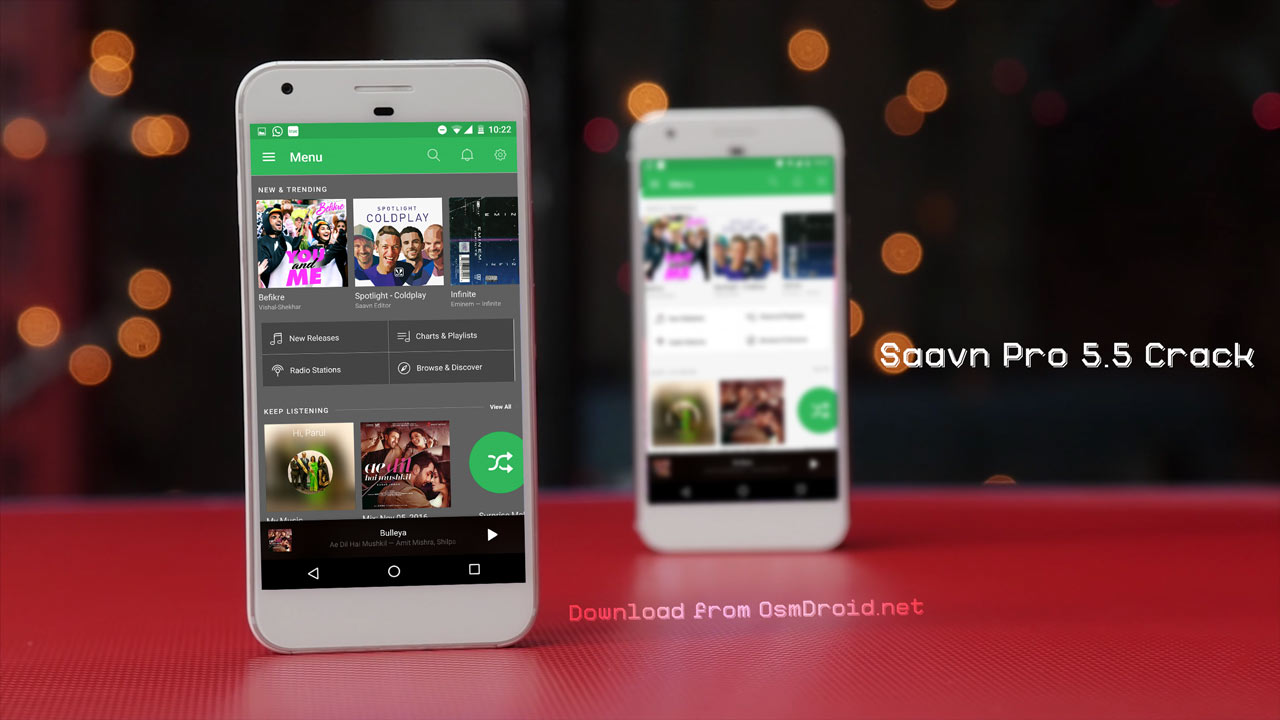 10:22
Menu
NEW & TRENDING
Befikre
YOU
and
ME
SPOTLIGHT
COLDPLAY
EMINEM
INFINITE
Befikre
Vishal-Shekhar
Spotlight - Coldplay
Saavn Editor
Infinite
Eminem — Infinite
New Releases
Charts & Playlists
Radio Stations
Browse & Discover
KEEP LISTENING
View All
Hi, Parul
ae dil
hai mushkil
My Music
Mix: Nov 05, 2016
Surprise Me
Bulleya
Ae Dil Hai Mushkil — Amit Mishra, Shilpa
Menu
Saavn Pro 5.5 Crack
Download from OsmDroid.net